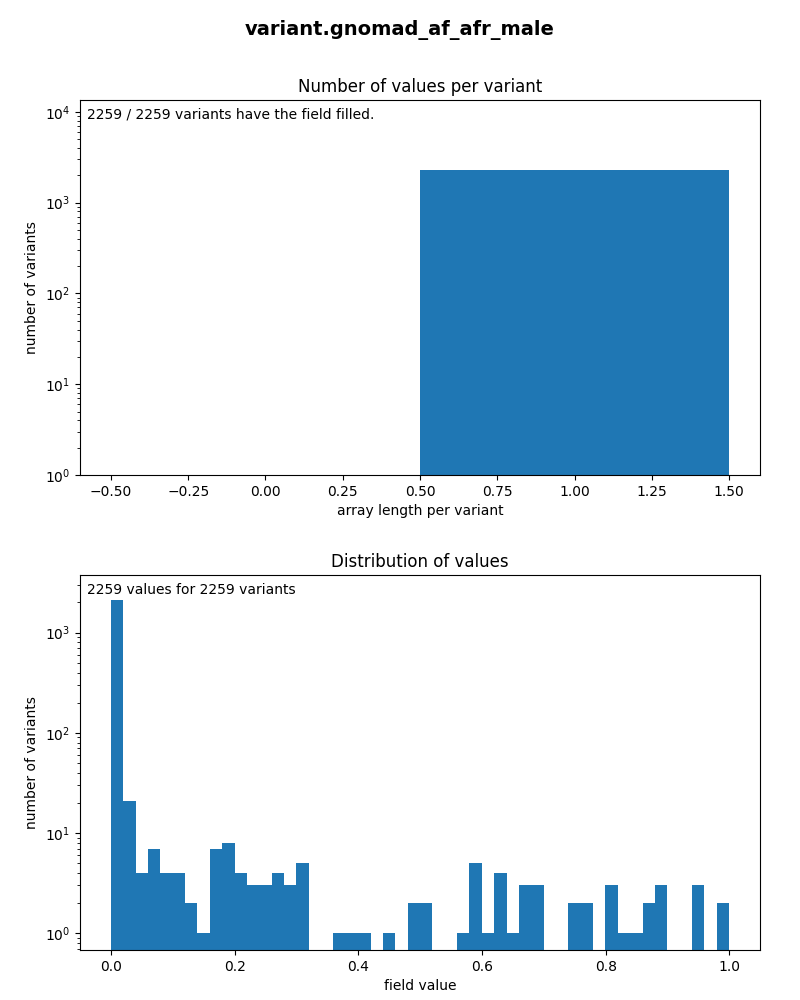 variant.gnomad_af_afr_male
Number of values per variant
2259 / 2259 variants have the field filled.
10⁴
10³
10²
10¹
10⁰
number of variants
−0.50 −0.25 0.00 0.25 0.50 0.75 1.00 1.25 1.50
array length per variant
Distribution of values
2259 values for 2259 variants
10³
10²
10¹
10⁰
number of variants
0.0 0.2 0.4 0.6 0.8 1.0
field value